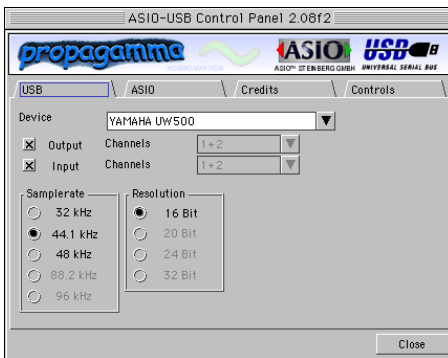 ASIO-USB Control Panel 2.08f2
propagamma
ASIO USB
ASIO™ STEINBERG GMBH UNIVERSAL SERIAL BUS
USB ASIO Credits Controls
Device YAMAHA UW500
Output Channels 1+2
Input Channels 1+2
Samplerate Resolution
32 kHz 16 Bit
44.1 kHz 20 Bit
48 kHz 24 Bit
88.2 kHz 32 Bit
96 kHz
Close